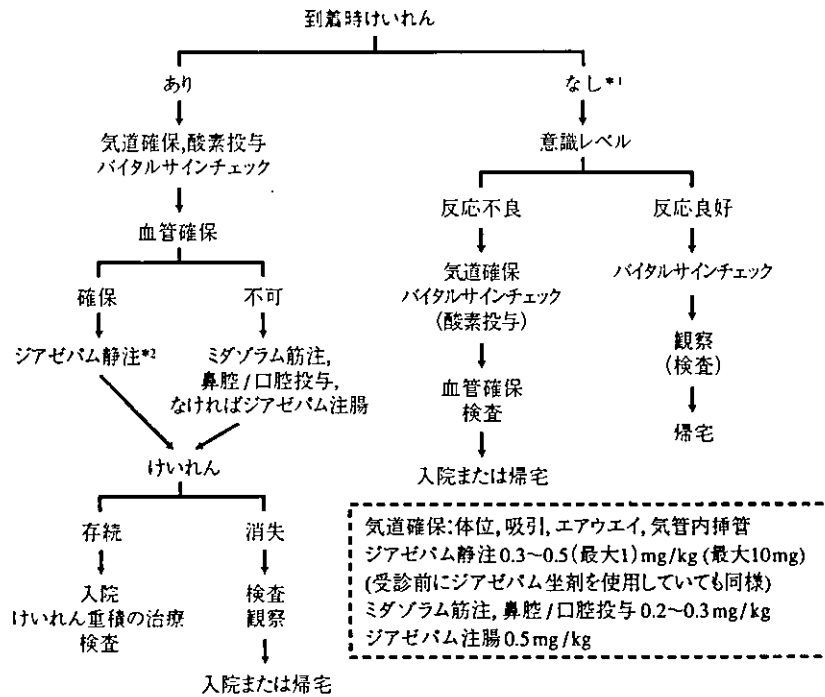 到着時けいれん
あり
気道確保,酸素投与
バイタルサインチェック
血管確保
確保
不可
ジアゼパム静注*2
ミダゾラム筋注,
鼻腔/口腔投与,
なければジアゼパム注腸
けいれん
存続
消失
入院
けいれん重積の治療
検査
検査
観察
入院または帰宅
なし*1
意識レベル
反応不良
反応良好
気道確保
バイタルサインチェック
(酸素投与)
血管確保
検査
入院または帰宅
バイタルサインチェック
観察
(検査)
帰宅
気道確保:体位,吸引,エアウエイ,気管内挿管
ジアゼパム静注0.3~0.5(最大1)mg/kg (最大10mg)
(受診前にジアゼパム坐剤を使用していても同様)
ミダゾラム筋注,鼻腔/口腔投与0.2~0.3mg/kg
ジアゼパム注腸0.5mg/kg